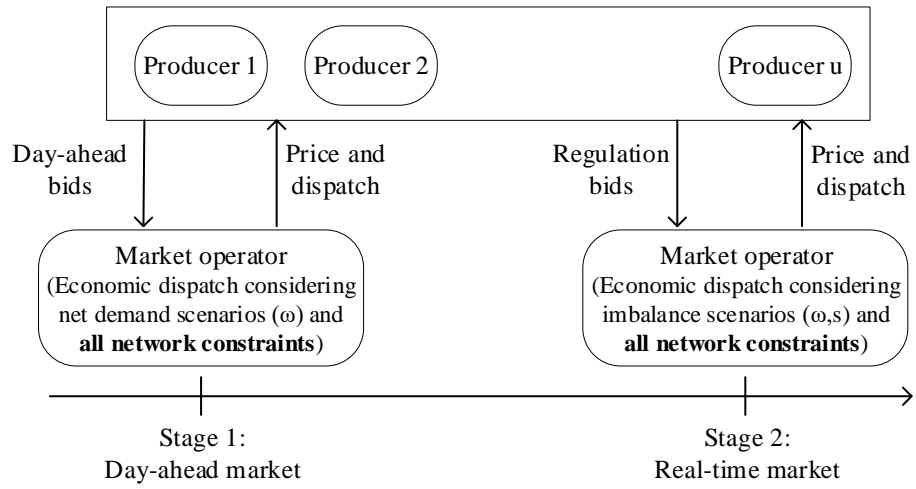 Producer 1
Producer 2
Producer u
Day-ahead
bids
Price and
dispatch
Regulation
bids
Price and
dispatch
Market operator
(Economic dispatch considering
net demand scenarios (ω) and
all network constraints)
Market operator
(Economic dispatch considering
imbalance scenarios (ω,s) and
all network constraints)
Stage 1:
Day-ahead market
Stage 2:
Real-time market